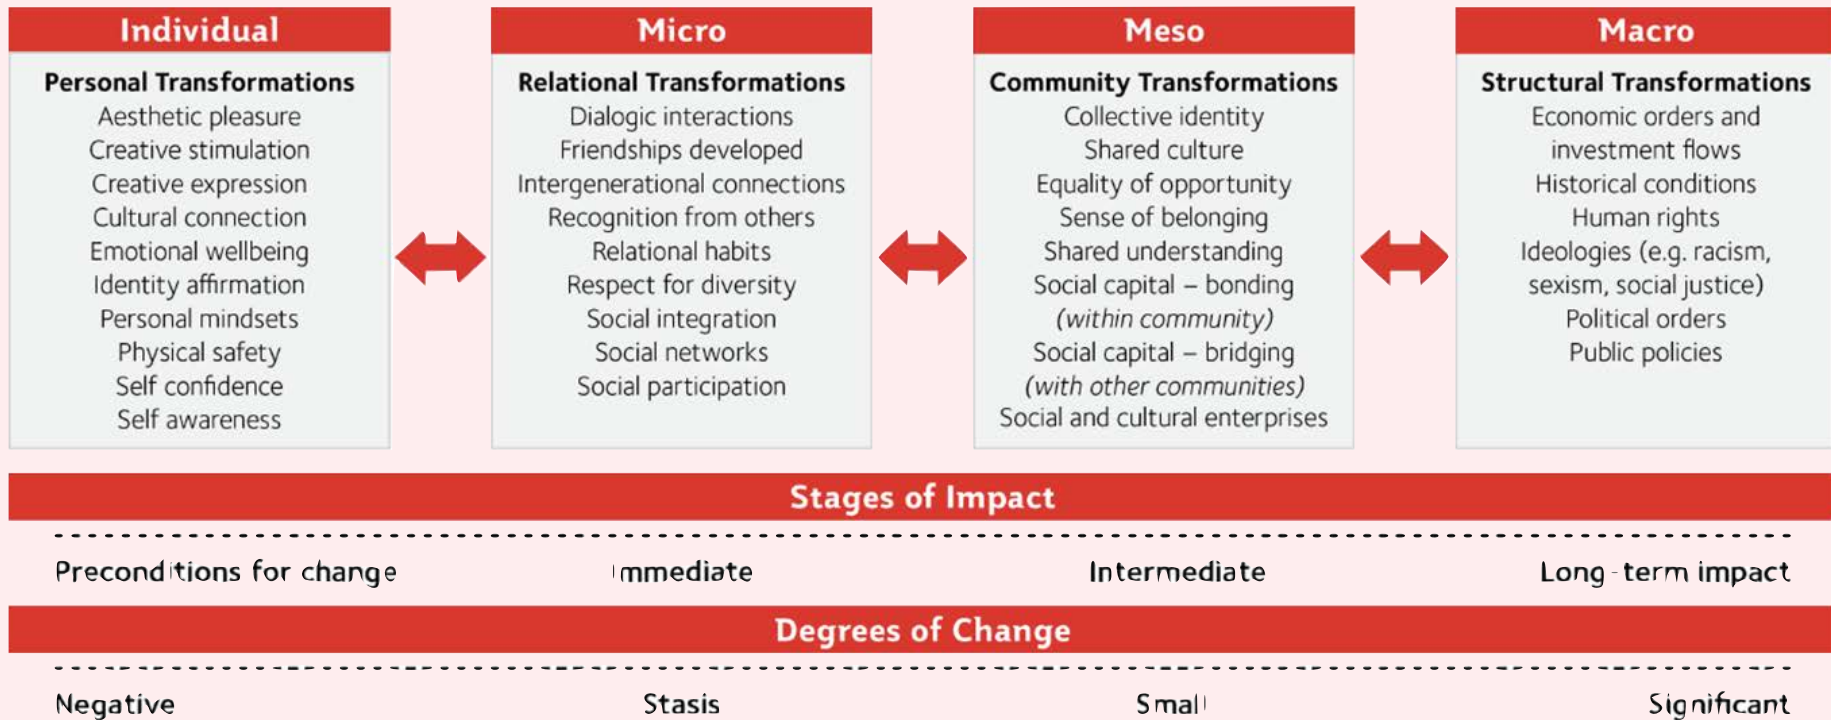 Individual
Personal Transformations
Aesthetic pleasure
Creative stimulation
Creative expression
Cultural connection
Emotional wellbeing
Identity affirmation
Personal mindsets
Physical safety
Self confidence
Self awareness
Micro
Relational Transformations
Dialogic interactions
Friendships developed
Intergenerational connections
Recognition from others
Relational habits
Respect for diversity
Social integration
Social networks
Social participation
Meso
Community Transformations
Collective identity
Shared culture
Equality of opportunity
Sense of belonging
Shared understanding
Social capital – bonding
(within community)
Social capital – bridging
(with other communities)
Social and cultural enterprises
Macro
Structural Transformations
Economic orders and
investment flows
Historical conditions
Human rights
Ideologies (e.g. racism,
sexism, social justice)
Political orders
Public policies
Stages of Impact
Preconditions for change
Immediate
Intermediate
Long-term impact
Degrees of Change
Negative
Stasis
Small
Significant